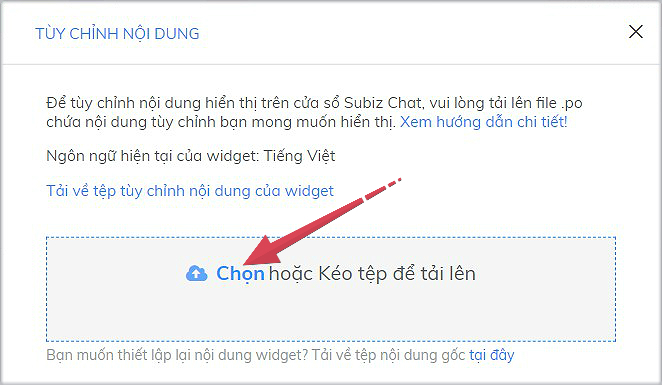 TÙY CHỈNH NỘI DUNG
Để tùy chỉnh nội dung hiển thị trên cửa sổ Subiz Chat, vui lòng tải lên file .po
chứa nội dung tùy chỉnh bạn mong muốn hiển thị. Xem hướng dẫn chi tiết!
Ngôn ngữ hiện tại của widget: Tiếng Việt
Tải về tệp tùy chỉnh nội dung của widget
Chọn hoặc Kéo tệp để tải lên
Bạn muốn thiết lập lại nội dung widget? Tải về tệp nội dung gốc tại đây